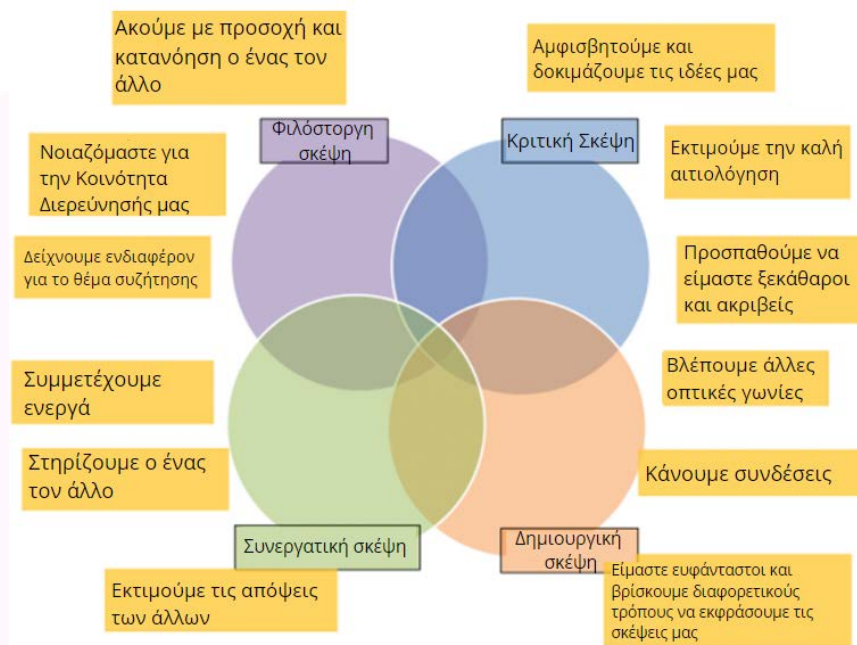 Ακούμε με προσοχή και
κατανόηση ο ένας τον
άλλο
Αμφισβητούμε και
δοκιμάζουμε τις ιδέες μας
Φιλόστοργη
σκέψη
Κριτική Σκέψη
Νοιαζόμαστε για
την Κοινότητα
Διερεύνησής μας
Εκτιμούμε την καλή
αιτιολόγηση
Δείχνουμε ενδιαφέρον
για το θέμα συζήτησης
Προσπαθούμε να
είμαστε ξεκάθαροι
και ακριβείς
Συμμετέχουμε
ενεργά
Βλέπουμε άλλες
οπτικές γωνίες
Στηρίζουμε ο ένας
τον άλλο
Κάνουμε συνδέσεις
Συνεργατική σκέψη
Δημιουργική
σκέψη
Εκτιμούμε τις απόψεις
των άλλων
Είμαστε ευφάνταστοι και
βρίσκουμε διαφορετικούς
τρόπους να εκφράσουμε τις
σκέψεις μας